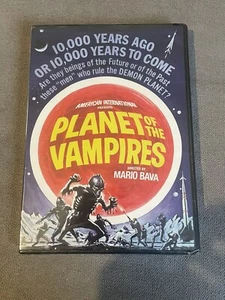 10,000 YEARS AGO
OR 10,000 YEARS TO COME
Are they beings of the Future or of the Past
these "men" who rule the DEMON PLANET?
AMERICAN INTERNATIONAL
PRESENTS
PLANET OF THE
VAMPIRES
DIRECTED BY
MARIO BAVA